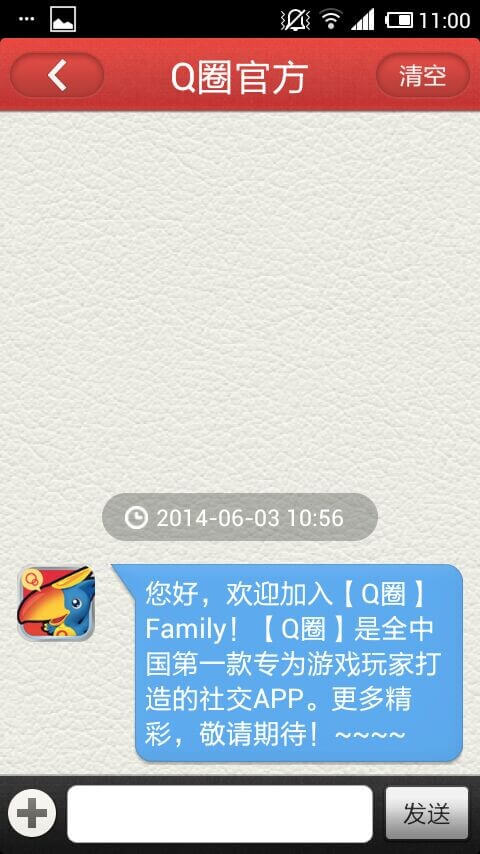 11:00
Q圈官方
清空
2014-06-03 10:56
您好，欢迎加入【Q圈】
Family！【Q圈】是全中
国第一款专为游戏玩家打
造的社交APP。更多精
彩，敬请期待！~~~~
发送